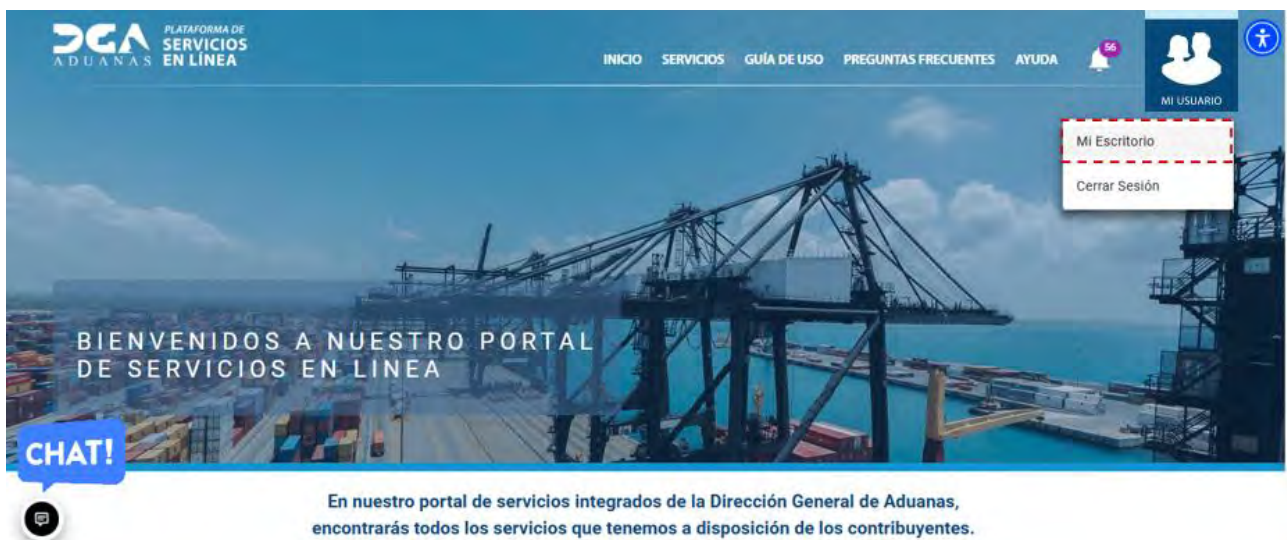 DGA
ADUANAS
PLATAFORMA DE
SERVICIOS
EN LÍNEA
INICIO SERVICIOS GUÍA DE USO PREGUNTAS FRECUENTES AYUDA
56
MI USUARIO
Mi Escritorio
Cerrar Sesión
BIENVENIDOS A NUESTRO PORTAL
DE SERVICIOS EN LINEA
CHAT!
En nuestro portal de servicios integrados de la Dirección General de Aduanas,
encontrarás todos los servicios que tenemos a disposición de los contribuyentes.